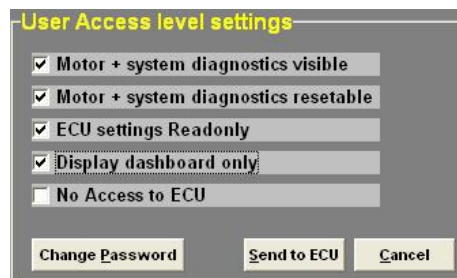 User Access level settings
Motor + system diagnostics visible
Motor + system diagnostics resetable
ECU settings Readonly
Display dashboard only
No Access to ECU
Change Password Send to ECU Cancel